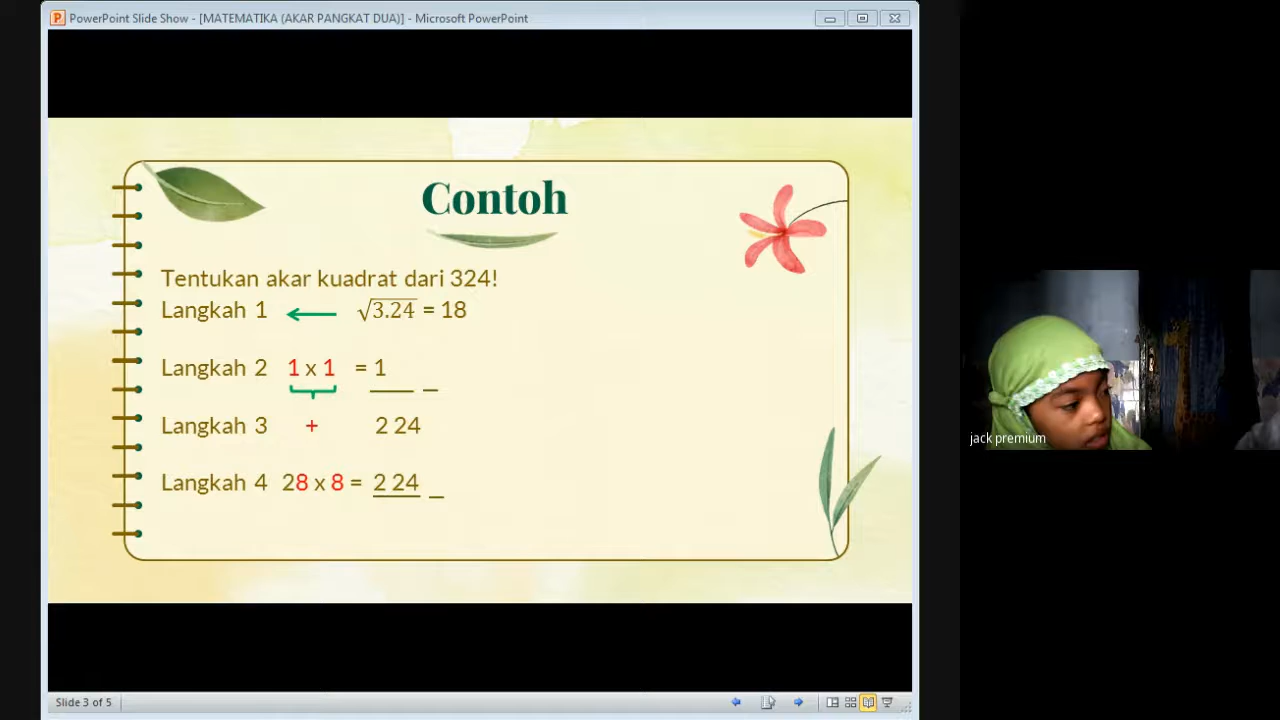 PowerPoint Slide Show - [MATEMATIKA (AKAR PANGKAT DUA)] - Microsoft PowerPoint
Contoh
Tentukan akar kuadrat dari 324!
Langkah 1 √3.24 = 18
Langkah 2 1 x 1 = 1
Langkah 3 + 2 24
Langkah 4 28 x 8 = 2 24
jack premium
Slide 3 of 5